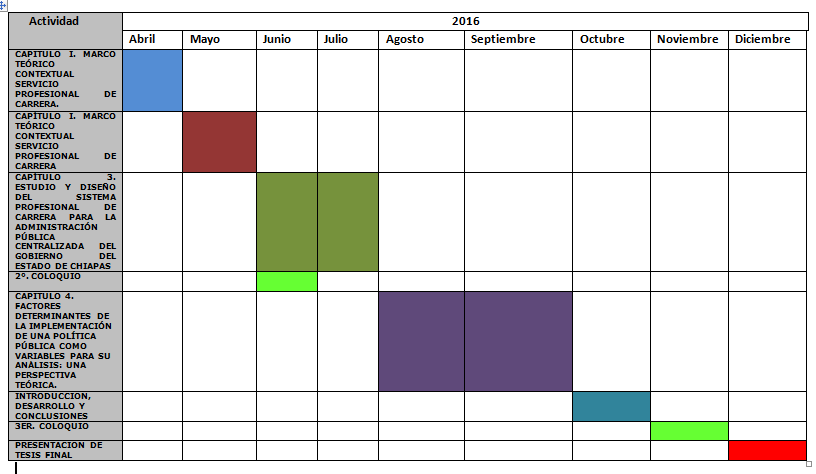 Actividad
2016
Abril Mayo Junio Julio Agosto Septiembre Octubre Noviembre Diciembre
CAPITULO I. MARCO
TEÓRICO
CONTEXTUAL
SERVICIO
PROFESIONAL DE
CARRERA.
CAPÍTULO I. MARCO
TEÓRICO
CONTEXTUAL
SERVICIO
PROFESIONAL DE
CARRERA
CAPÍTULO 3.
ESTUDIO Y DISEÑO
DEL SISTEMA
PROFESIONAL DE
CARRERA PARA LA
ADMINISTRACIÓN
PÚBLICA
CENTRALIZADA DEL
GOBIERNO DEL
ESTADO DE CHIAPAS
2º. COLOQUIO
CAPITULO 4.
FACTORES
DETERMINANTES DE
LA IMPLEMENTACIÓN
DE UNA POLÍTICA
PÚBLICA COMO
VARIABLES PARA SU
ANÀLISIS: UNA
PERSPECTIVA
TEÓRICA.
INTRODUCCION,
DESARROLLO Y
CONCLUSIONES
3ER. COLOQUIO
PRESENTACION DE
TESIS FINAL